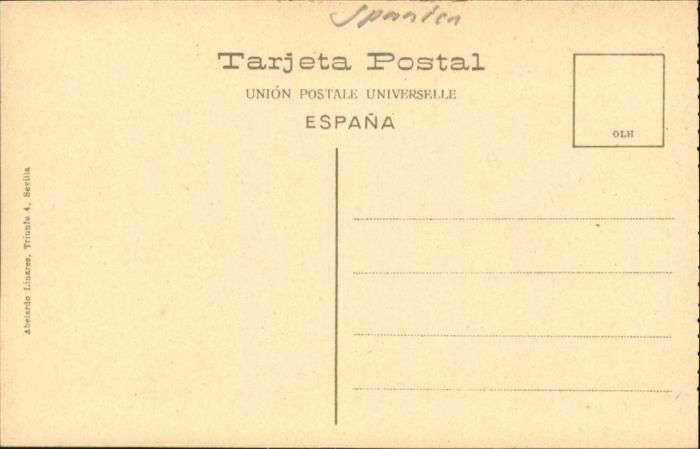 Spanien
Tarjeta Postal
UNIÓN POSTALE UNIVERSELLE
ESPAÑA
OLH
Abelardo Linares, Triunfo 4, Sevilla